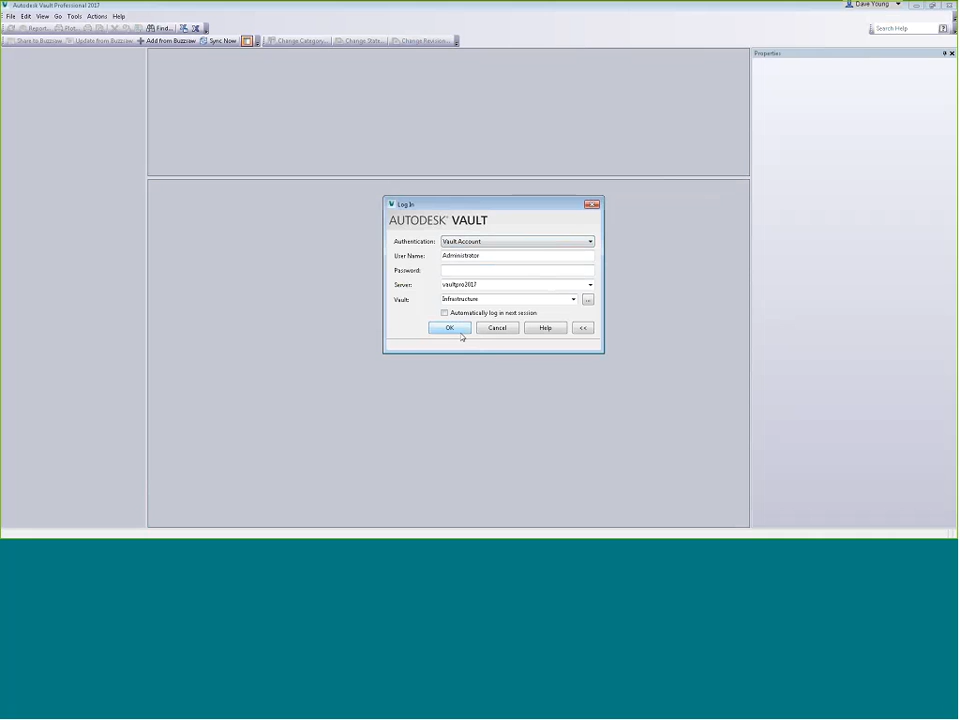 Autodesk Vault Professional 2017
Dave Young
File Edit View Go Tools Actions Help
Report... Plot... Find...
Search Help
Share to Buzzsaw Update from Buzzsaw Add from Buzzsaw Sync Now Change Category... Change State... Change Revision...
Properties
Log In
AUTODESK® VAULT
Authentication: Vault Account
User Name: Administrator
Password:
Server: vaultpro2017
Vault: Infrastructure ...
Automatically log in next session
OK Cancel Help <<